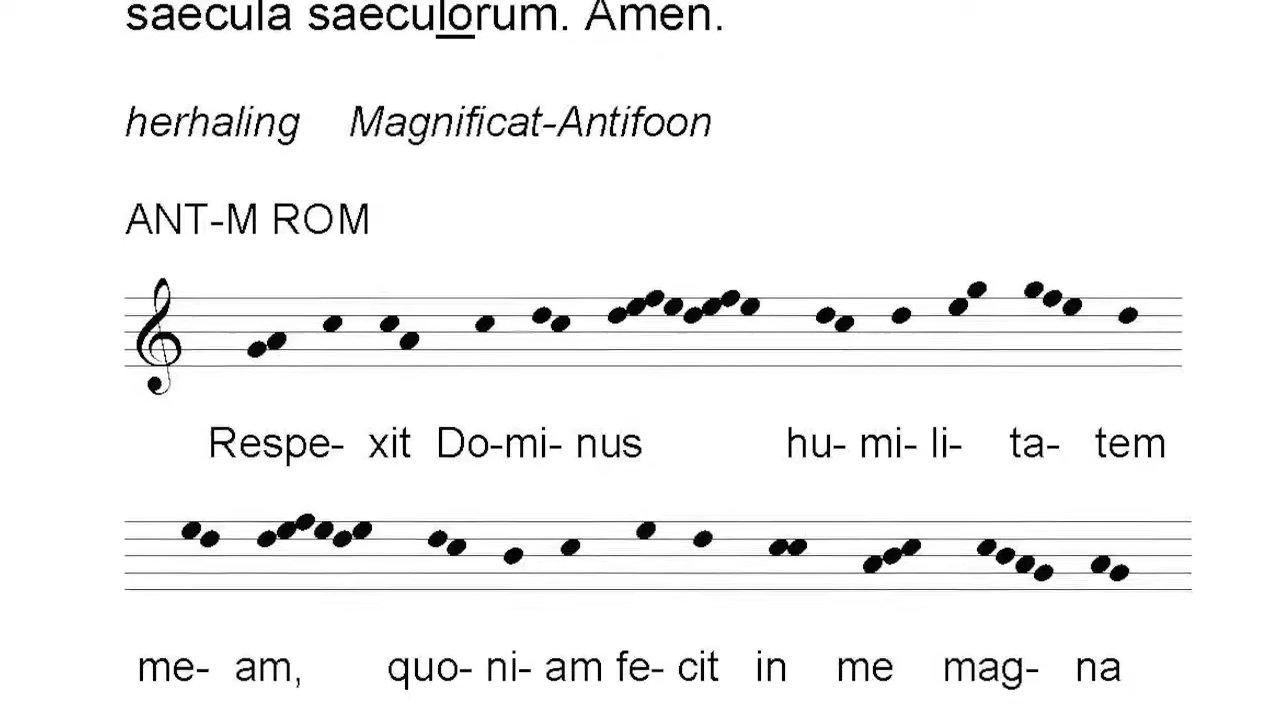 saecula saeculorum. Amen.
herhaling Magnificat-Antifoon
ANT-M ROM
Respe- xit Do-mi- nus hu- mi- li- ta- tem
me- am, quo- ni- am fe- cit in me mag- na